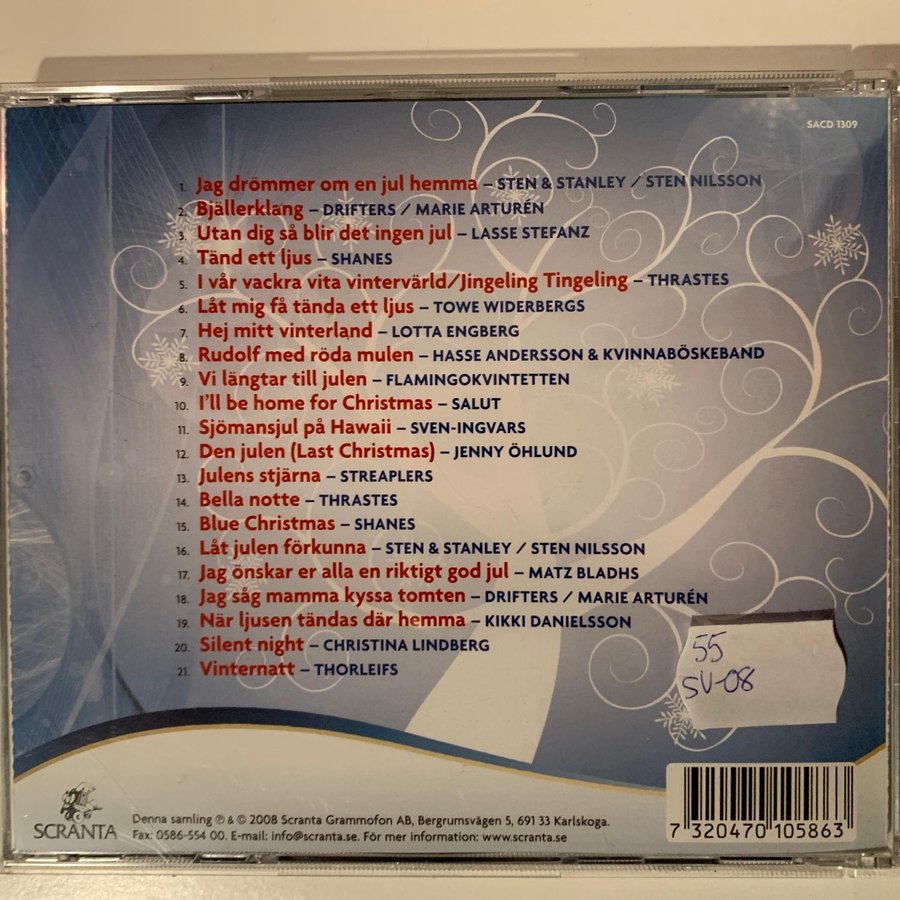 SACD 1309
1. Jag drömmer om en jul hemma – STEN & STANLEY / STEN NILSSON
2. Bjällerklang – DRIFTERS / MARIE ARTURÉN
3. Utan dig så blir det ingen jul – LASSE STEFANZ
4. Tänd ett ljus – SHANES
5. I vår vackra vita vintervärld/Jingeling Tingeling – THRASTES
6. Låt mig få tända ett ljus – TOWE WIDERBERGS
7. Hej mitt vinterland – LOTTA ENGBERG
8. Rudolf med röda mulen – HASSE ANDERSSON & KVINNABÖSKEBAND
9. Vi längtar till julen – FLAMINGOKVINTETTEN
10. I'll be home for Christmas – SALUT
11. Sjömansjul på Hawaii – SVEN-INGVARS
12. Den julen (Last Christmas) – JENNY ÖHLUND
13. Julens stjärna – STREAPLERS
14. Bella notte – THRASTES
15. Blue Christmas – SHANES
16. Låt julen förkunna – STEN & STANLEY / STEN NILSSON
17. Jag önskar er alla en riktigt god jul – MATZ BLADHS
18. Jag såg mamma kyssa tomten – DRIFTERS / MARIE ARTURÉN
19. När ljusen tändas där hemma – KIKKI DANIELSSON
20. Silent night – CHRISTINA LINDBERG
21. Vinternatt – THORLEIFS
55
SV-08
SCRANTA
Denna samling ℗ & © 2008 Scranta Grammofon AB, Bergrumsvägen 5, 691 33 Karlskoga.
Fax: 0586-554 00. E-mail: info@scranta.se. För mer information: www.scranta.se
7 320470 105863